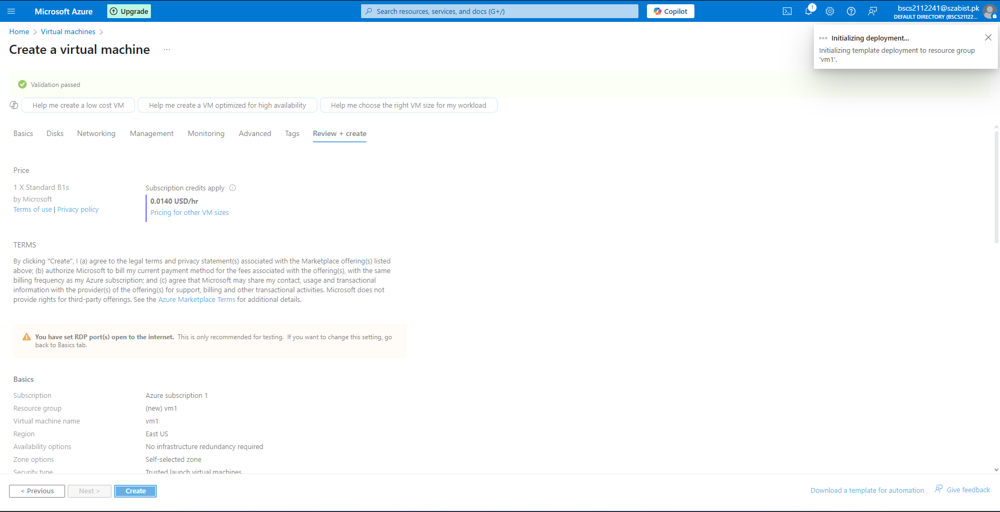 Microsoft Azure
Upgrade
Search resources, services, and docs (G+/)
Copilot
1
bscs2112241@szabist.pk
DEFAULT DIRECTORY (BSCS21122...
Home > Virtual machines >
Create a virtual machine ...
Initializing deployment...
Initializing template deployment to resource group
'vm1'.
Validation passed
Help me create a low cost VM
Help me create a VM optimized for high availability
Help me choose the right VM size for my workload
Basics Disks Networking Management Monitoring Advanced Tags Review + create
Price
1 X Standard B1s
by Microsoft
Terms of use | Privacy policy
Subscription credits apply
0.0140 USD/hr
Pricing for other VM sizes
TERMS
By clicking "Create", I (a) agree to the legal terms and privacy statement(s) associated with the Marketplace offering(s) listed
above; (b) authorize Microsoft to bill my current payment method for the fees associated with the offering(s), with the same
billing frequency as my Azure subscription; and (c) agree that Microsoft may share my contact, usage and transactional
information with the provider(s) of the offering(s) for support, billing and other transactional activities. Microsoft does not
provide rights for third-party offerings. See the Azure Marketplace Terms for additional details.
You have set RDP port(s) open to the internet. This is only recommended for testing. If you want to change this setting, go
back to Basics tab.
Basics
Subscription Azure subscription 1
Resource group (new) vm1
Virtual machine name vm1
Region East US
Availability options No infrastructure redundancy required
Zone options Self-selected zone
Security type Trusted launch virtual machines
< Previous
Next >
Create
Download a template for automation
Give feedback